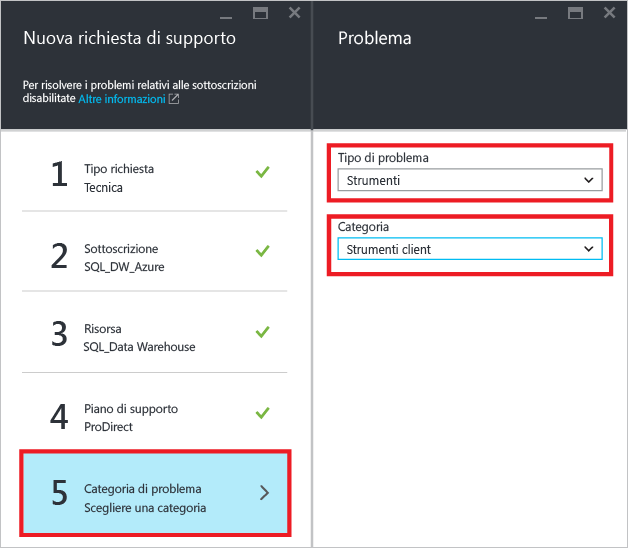 Nuova richiesta di supporto
Per risolvere i problemi relativi alle sottoscrizioni
disabilitate Altre informazioni
1
Tipo richiesta
Tecnica
2
Sottoscrizione
SQL_DW_Azure
3
Risorsa
SQL_Data Warehouse
4
Piano di supporto
ProDirect
5
Categoria di problema
Scegliere una categoria
Problema
Tipo di problema
Strumenti
Categoria
Strumenti client